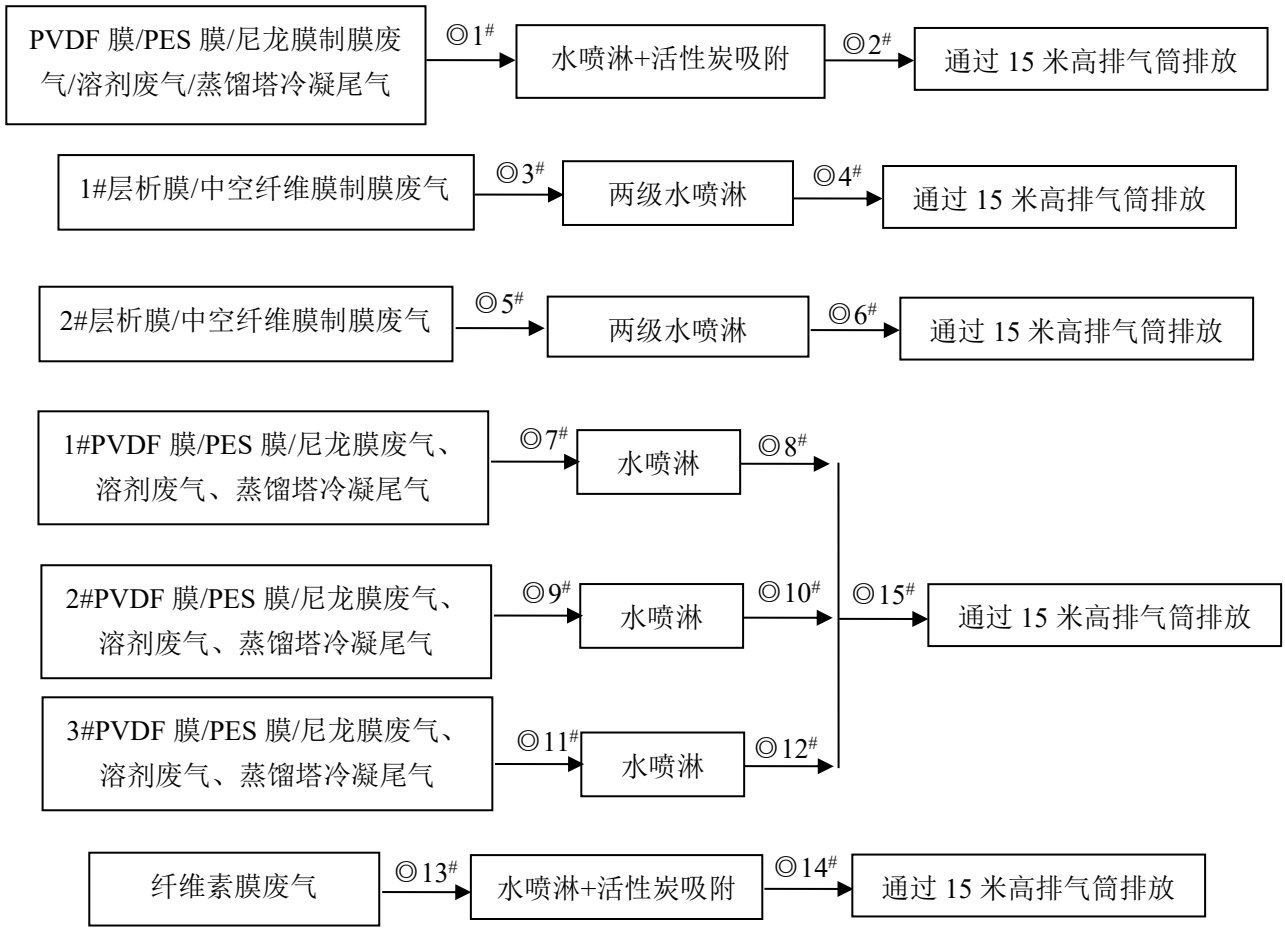 PVDF 膜/PES 膜/尼龙膜制膜废
气/溶剂废气/蒸馏塔冷凝尾气
◎1#
水喷淋+活性炭吸附
◎2#
通过 15 米高排气筒排放
1#层析膜/中空纤维膜制膜废气
◎3#
两级水喷淋
◎4#
通过 15 米高排气筒排放
2#层析膜/中空纤维膜制膜废气
◎5#
两级水喷淋
◎6#
通过 15 米高排气筒排放
1#PVDF 膜/PES 膜/尼龙膜废气、
溶剂废气、蒸馏塔冷凝尾气
◎7#
水喷淋
◎8#
2#PVDF 膜/PES 膜/尼龙膜废气、
溶剂废气、蒸馏塔冷凝尾气
◎9#
水喷淋
◎10#
◎15#
通过 15 米高排气筒排放
3#PVDF 膜/PES 膜/尼龙膜废气、
溶剂废气、蒸馏塔冷凝尾气
◎11#
水喷淋
◎12#
纤维素膜废气
◎13#
水喷淋+活性炭吸附
◎14#
通过 15 米高排气筒排放